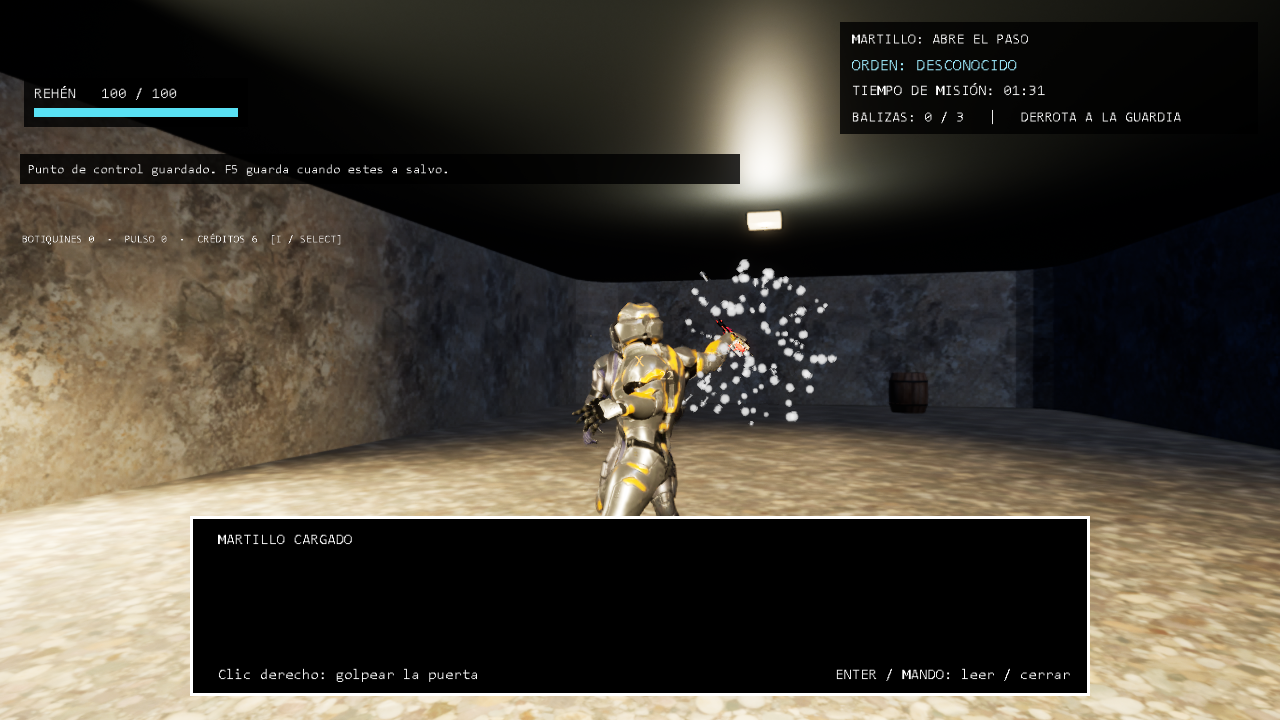 MARTILLO: ABRE EL PASO
ORDEN: DESCONOCIDO
TIEMPO DE MISIÓN: 01:31
BALIZAS: 0 / 3 | DERROTA A LA GUARDIA
REHÉN 100 / 100
Punto de control guardado. F5 guarda cuando estes a salvo.
BOTIQUINES 0 · PULSO 0 · CRÉDITOS 6 [I / SELECT]
X
2
MARTILLO CARGADO
Clic derecho: golpear la puerta
ENTER / MANDO: leer / cerrar